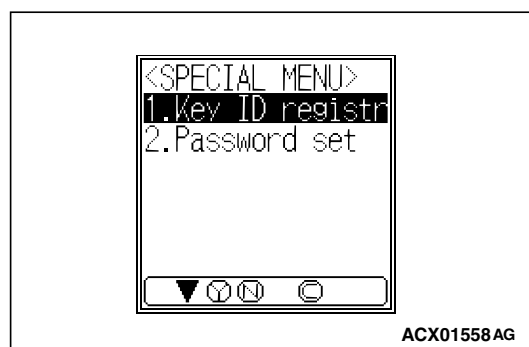 <SPECIAL MENU>
1.Key ID registr
2.Password set
▼ Ⓨ Ⓝ Ⓒ
ACX01558AG